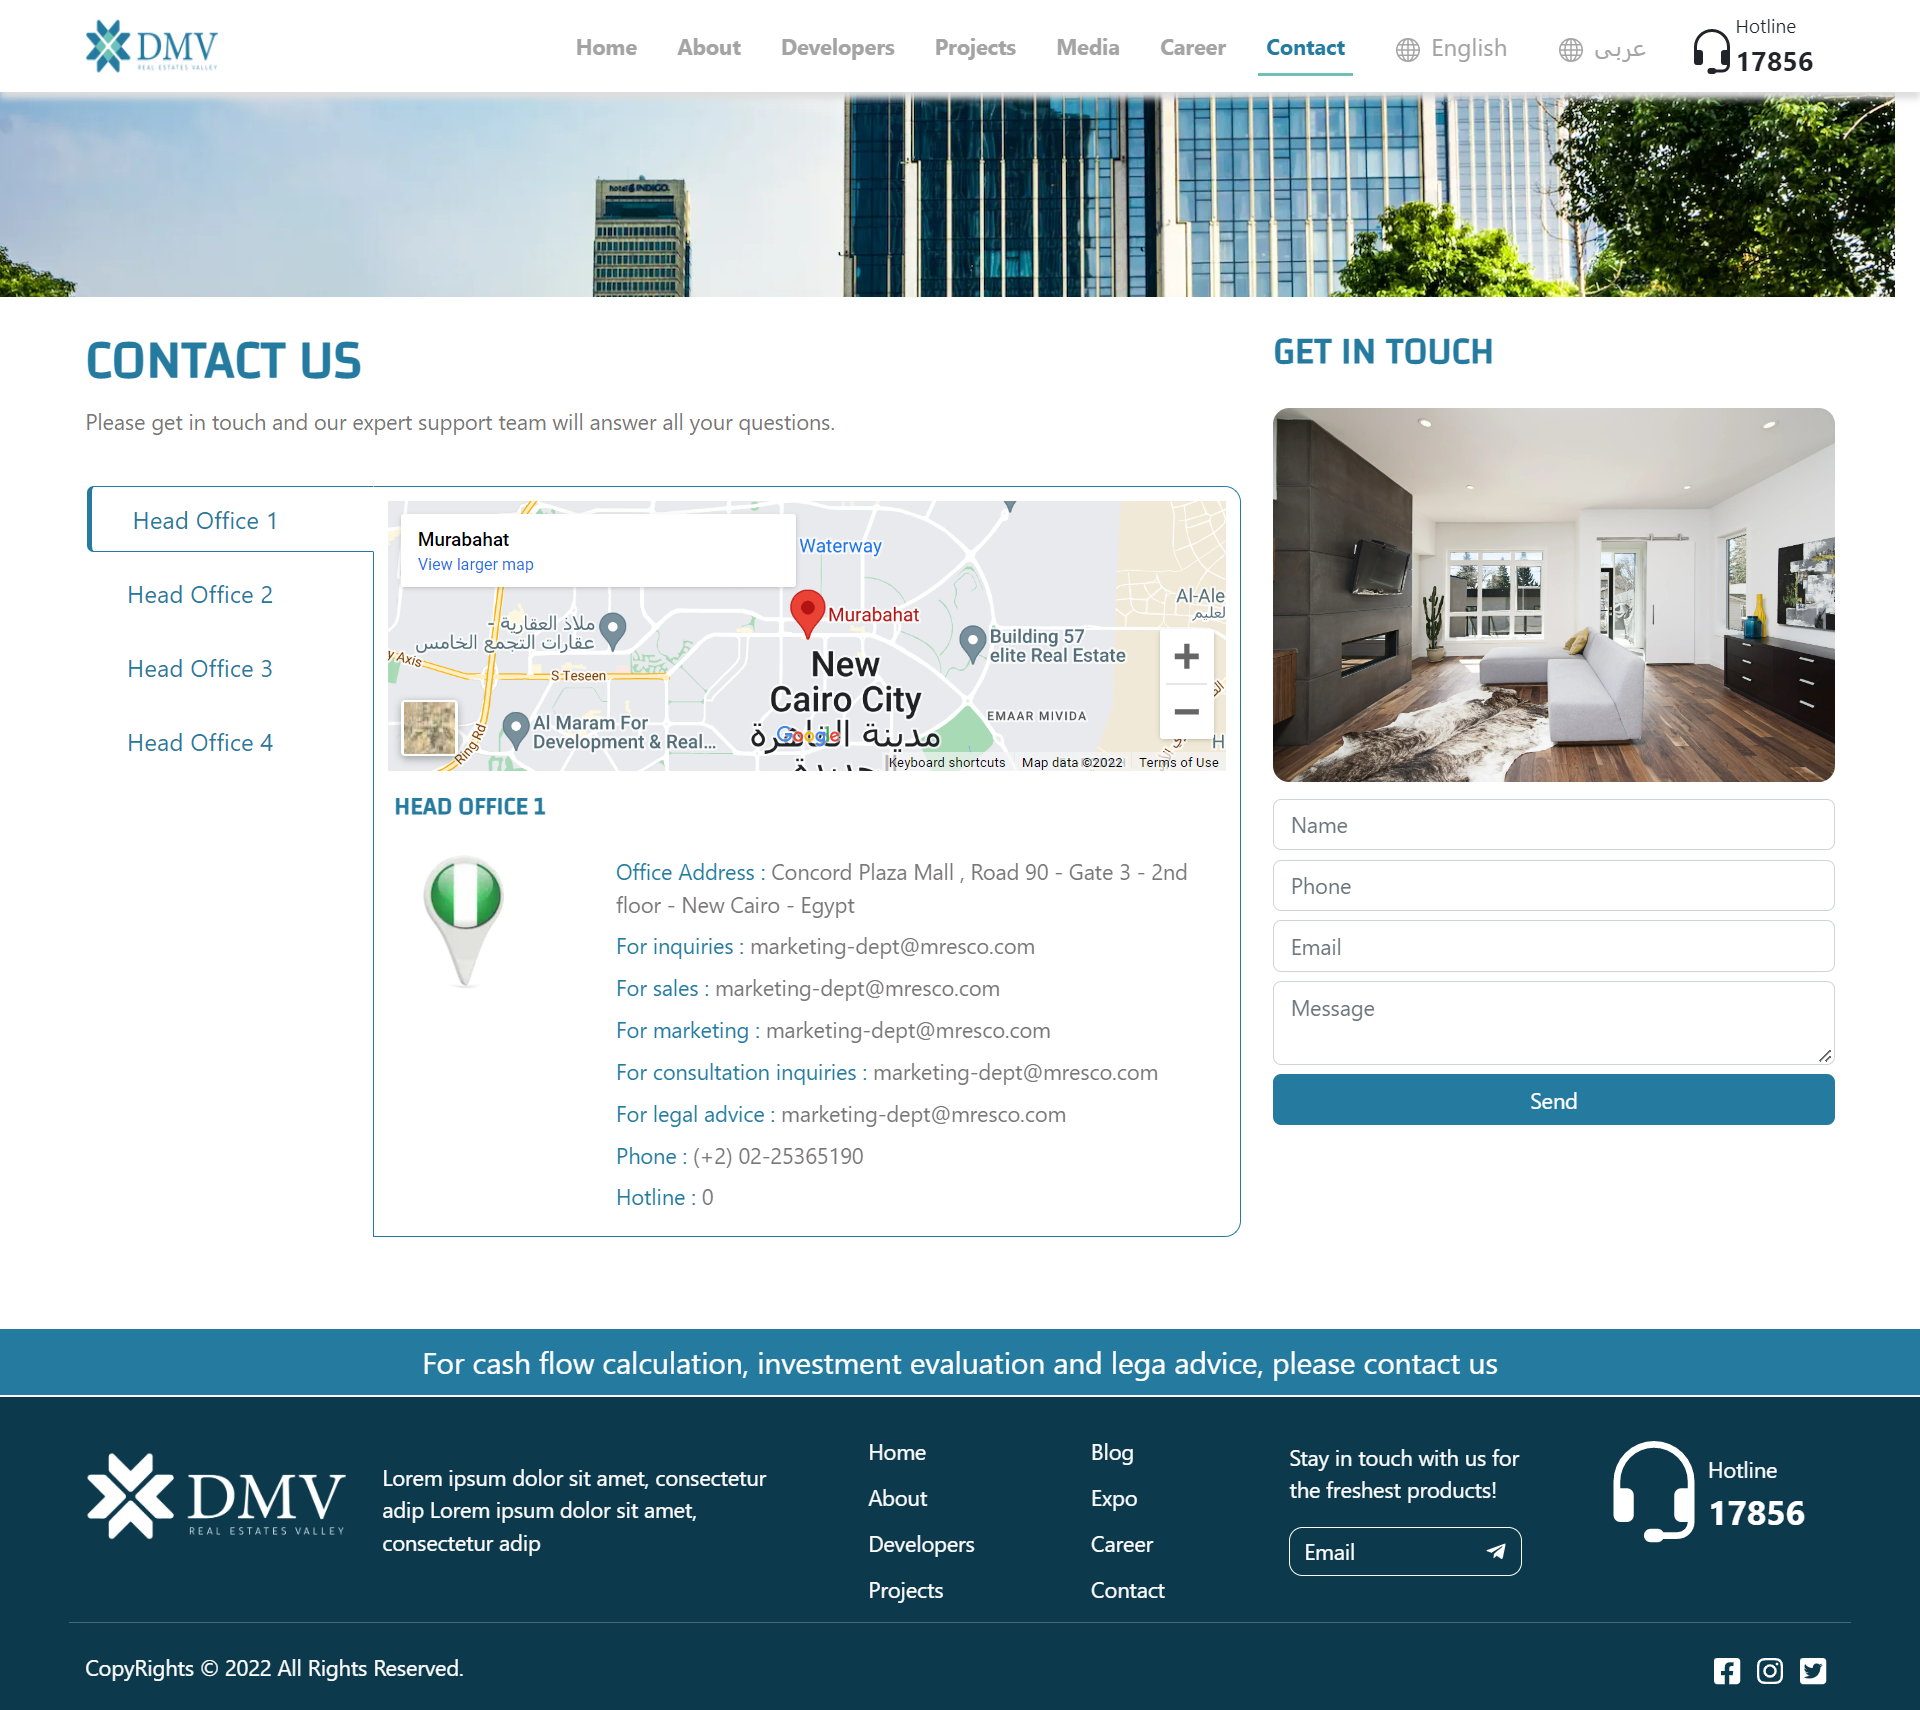 DMV
REAL ESTATES VALLEY
Home
About
Developers
Projects
Media
Career
Contact
English
عربى
Hotline
17856
hotel INDIGO
CONTACT US
Please get in touch and our expert support team will answer all your questions.
GET IN TOUCH
Head Office 1
Head Office 2
Head Office 3
Head Office 4
Murabahat
View larger map
Waterway
Murabahat
ملاذ العقارية -
عقارات التجمع الخامس
Building 57
elite Real Estate
Al-Ale
S Teseen
y Axis
New
Cairo City
مدينة القاهرة
EMAAR MIVIDA
Al Maram For
Development & Real...
Ring Rd
Google
Keyboard shortcuts
Map data ©2022
Terms of Use
HEAD OFFICE 1
Office Address : Concord Plaza Mall , Road 90 - Gate 3 - 2nd
floor - New Cairo - Egypt
For inquiries : marketing-dept@mresco.com
For sales : marketing-dept@mresco.com
For marketing : marketing-dept@mresco.com
For consultation inquiries : marketing-dept@mresco.com
For legal advice : marketing-dept@mresco.com
Phone : (+2) 02-25365190
Hotline : 0
Name
Phone
Email
Message
Send
For cash flow calculation, investment evaluation and lega advice, please contact us
DMV
REAL ESTATES VALLEY
Lorem ipsum dolor sit amet, consectetur
adip Lorem ipsum dolor sit amet,
consectetur adip
Home
About
Developers
Projects
Blog
Expo
Career
Contact
Stay in touch with us for
the freshest products!
Email
Hotline
17856
CopyRights © 2022 All Rights Reserved.